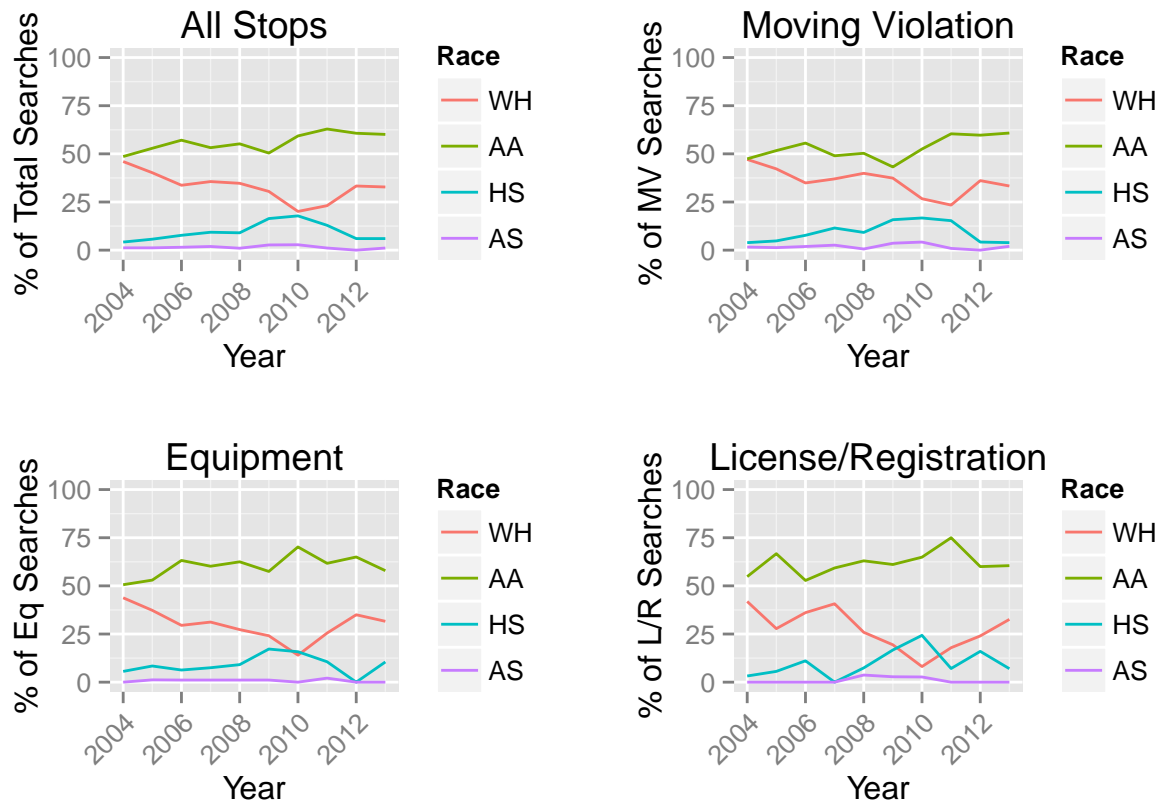 All Stops
% of Total Searches
100
75
50
25
0
2004
2006
2008
2010
2012
Year
Race
WH
AA
HS
AS
Moving Violation
% of MV Searches
100
75
50
25
0
2004
2006
2008
2010
2012
Year
Race
WH
AA
HS
AS
Equipment
% of Eq Searches
100
75
50
25
0
2004
2006
2008
2010
2012
Year
Race
WH
AA
HS
AS
License/Registration
% of L/R Searches
100
75
50
25
0
2004
2006
2008
2010
2012
Year
Race
WH
AA
HS
AS